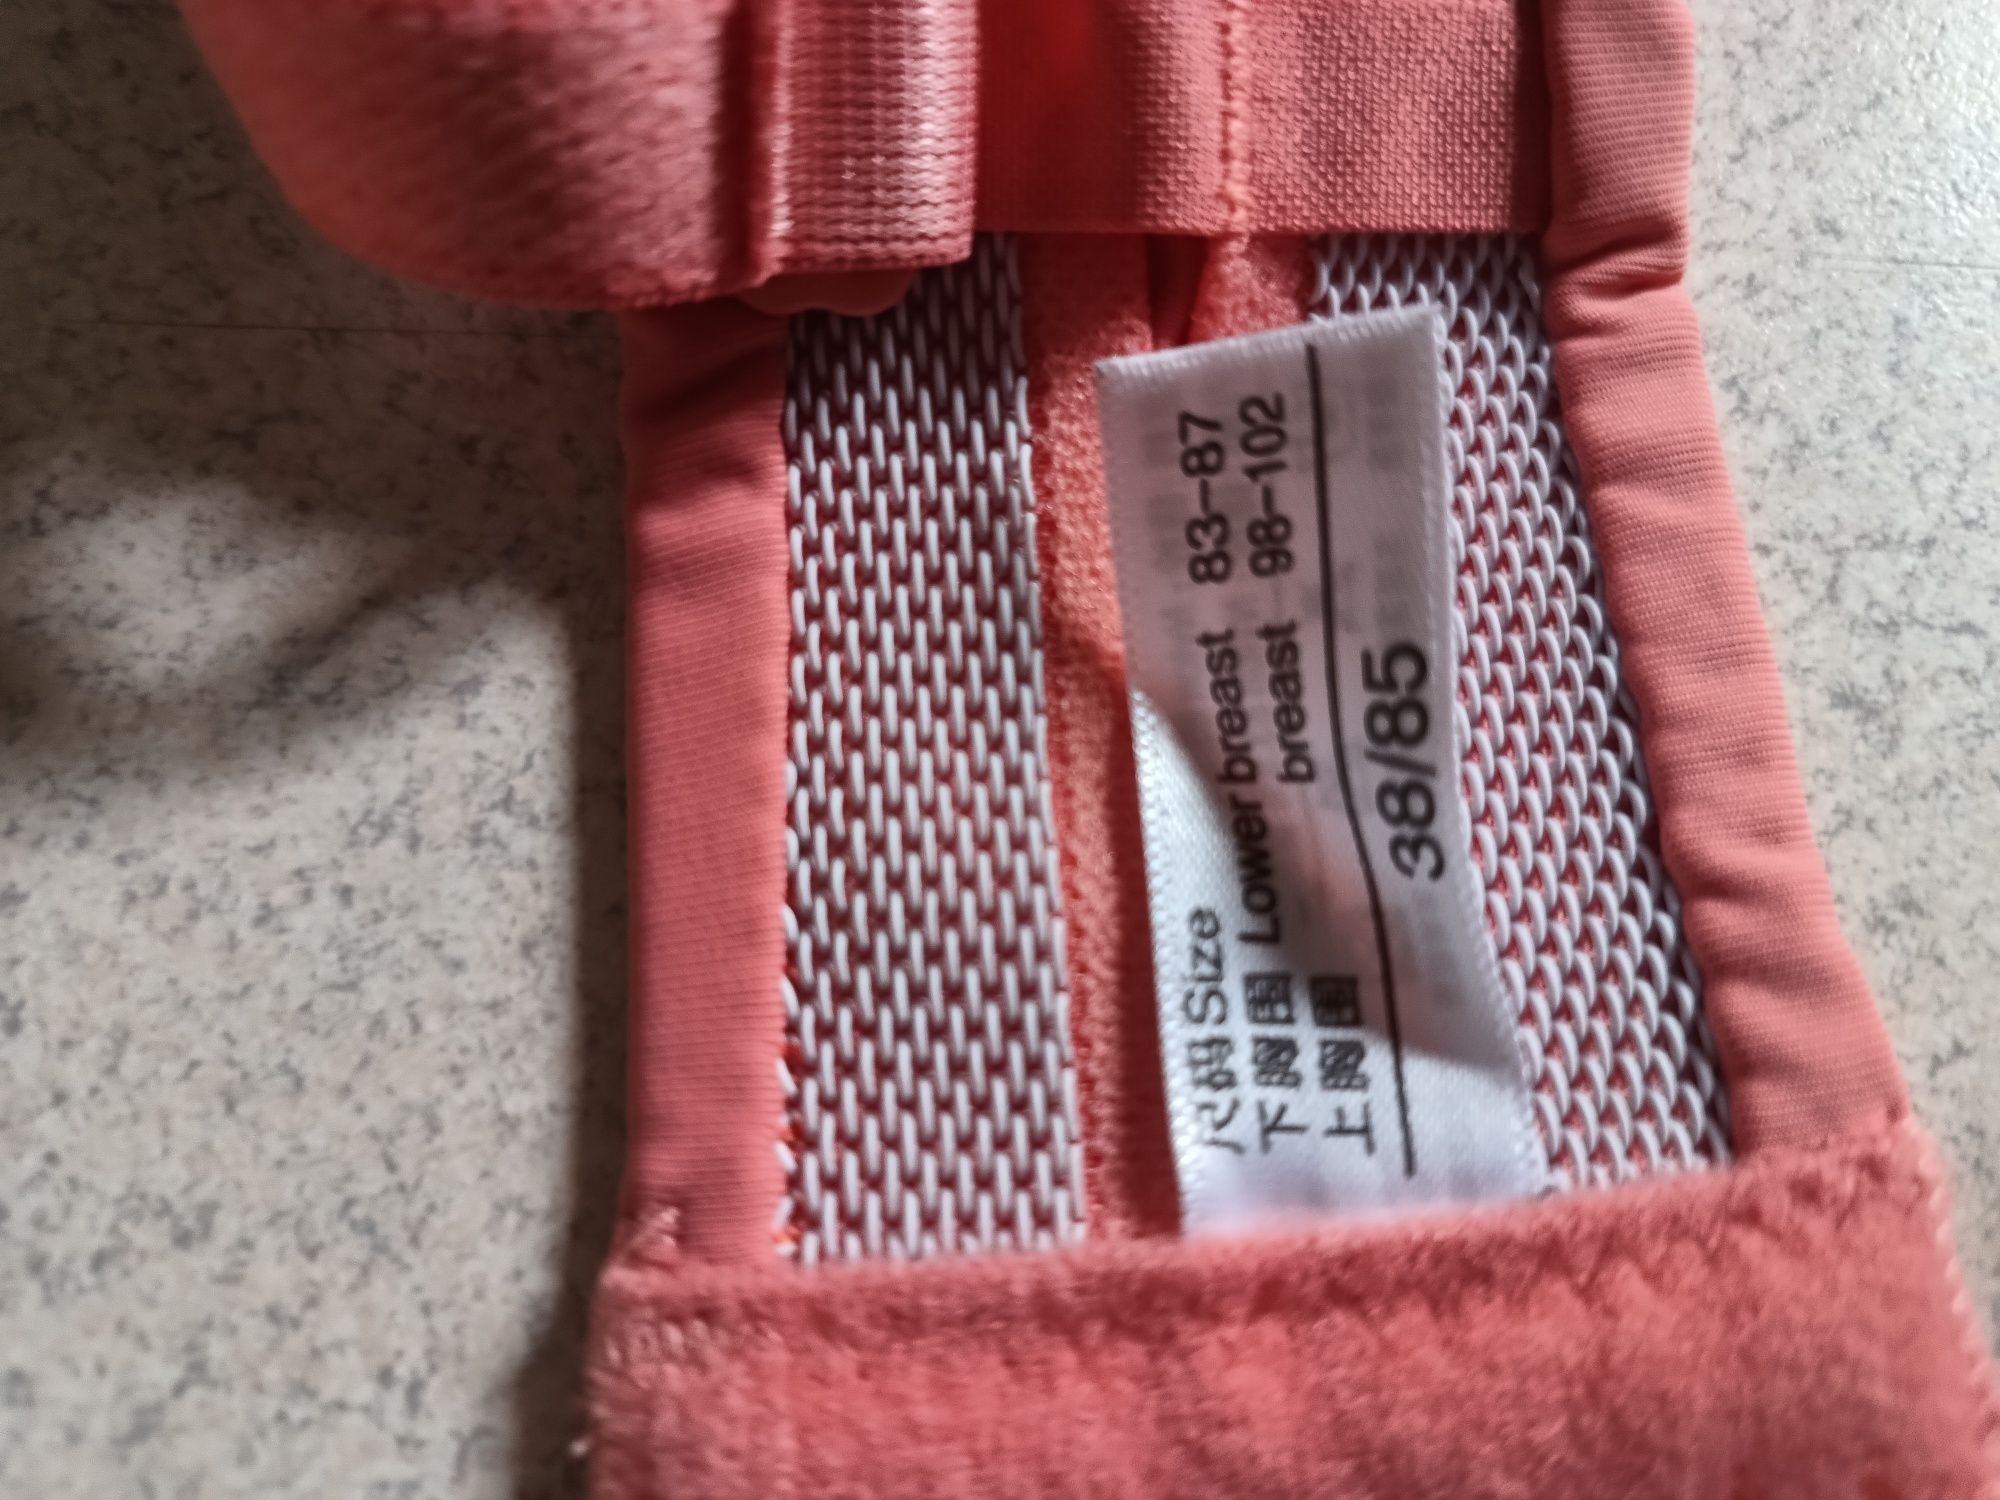 尺码 Size
下胸围 Lower breast 83-87
上胸围 breast 98-102
38/85